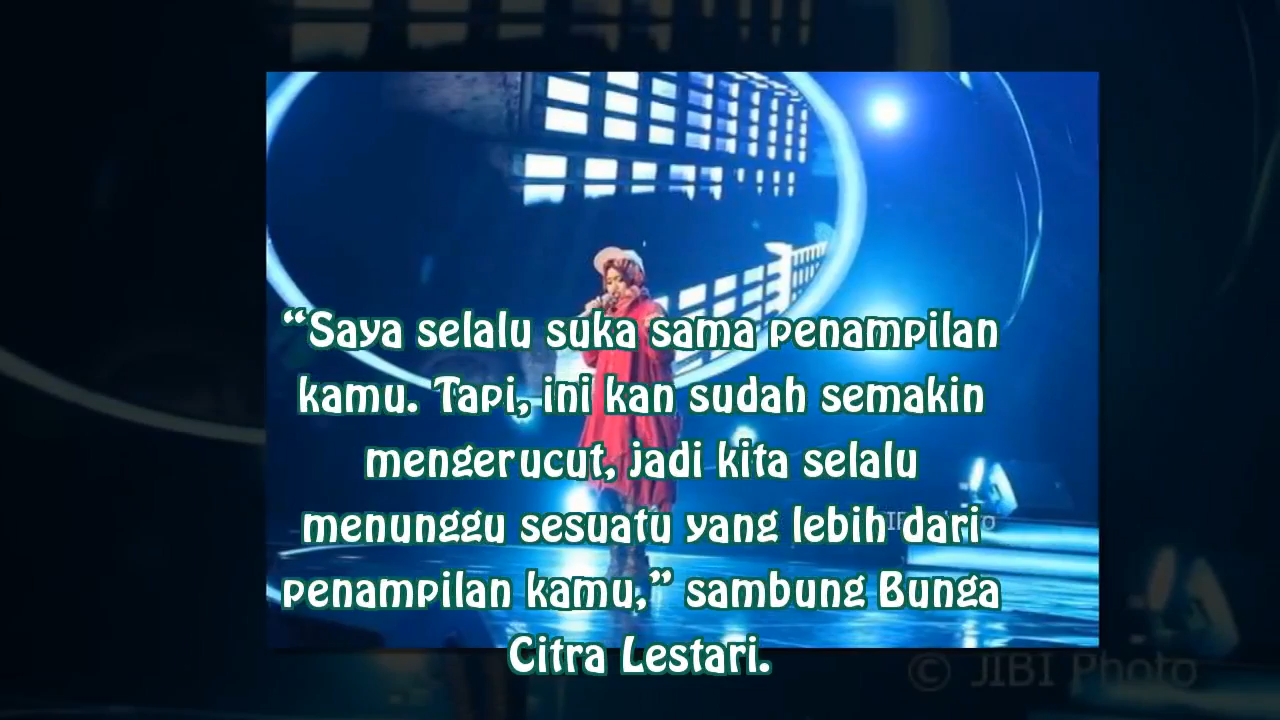 “Saya selalu suka sama penampilan
kamu. Tapi, ini kan sudah semakin
mengerucut, jadi kita selalu
menunggu sesuatu yang lebih dari
penampilan kamu,” sambung Bunga
Citra Lestari.
© JIBI Photo